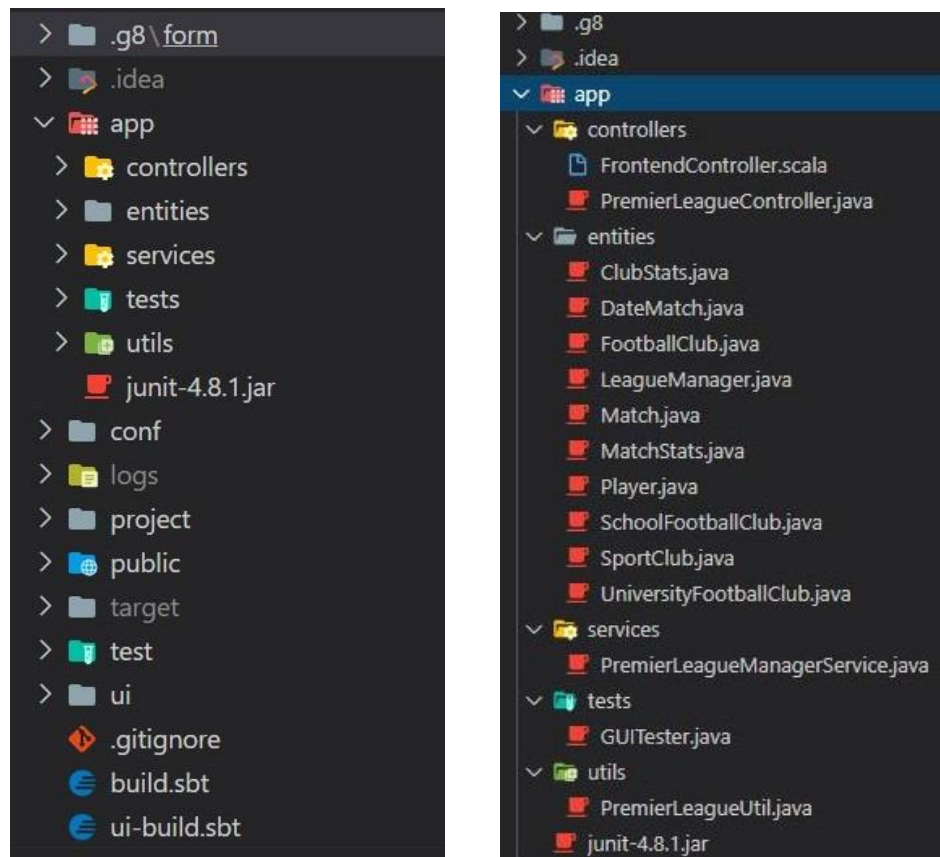 .g8\form
.idea
app
controllers
entities
services
tests
utils
junit-4.8.1.jar
conf
logs
project
public
target
test
ui
.gitignore
build.sbt
ui-build.sbt
.g8
.idea
app
controllers
FrontendController.scala
PremierLeagueController.java
entities
ClubStats.java
DateMatch.java
FootballClub.java
LeagueManager.java
Match.java
MatchStats.java
Player.java
SchoolFootballClub.java
SportClub.java
UniversityFootballClub.java
services
PremierLeagueManagerService.java
tests
GUITester.java
utils
PremierLeagueUtil.java
junit-4.8.1.jar